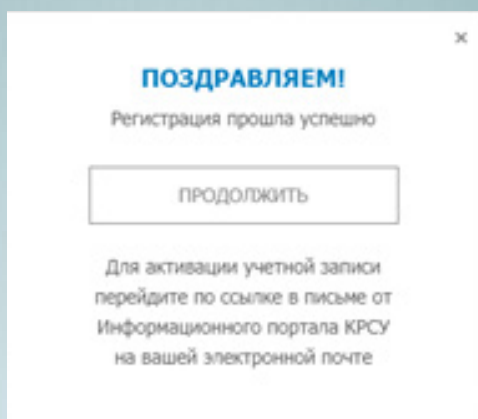 ПОЗДРАВЛЯЕМ!
Регистрация прошла успешно
ПРОДОЛЖИТЬ
Для активации учетной записи
перейдите по ссылке в письме от
Информационного портала КРСУ
на вашей электронной почте